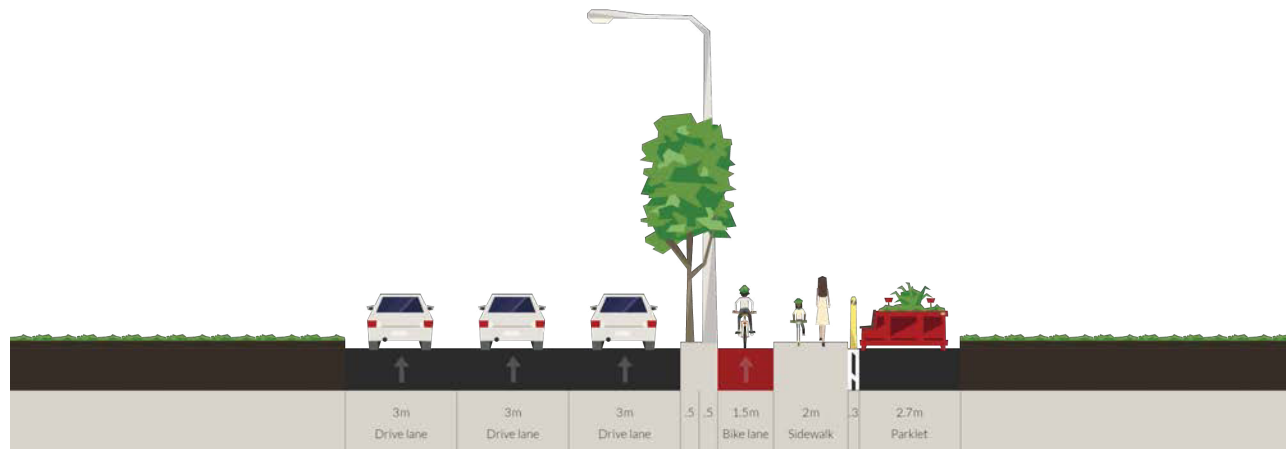 3m
Drive lane
3m
Drive lane
3m
Drive lane
.5
.5
1.5m
Bike lane
2m
Sidewalk
.3
2.7m
Parklet